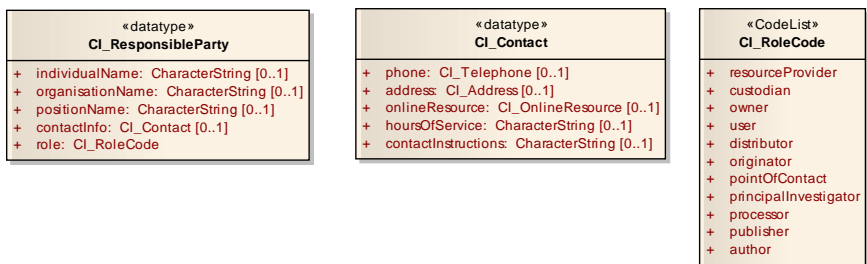 «datatype»
CI_ResponsibleParty
+ individualName: CharacterString [0..1]
+ organisationName: CharacterString [0..1]
+ positionName: CharacterString [0..1]
+ contactInfo: CI_Contact [0..1]
+ role: CI_RoleCode
«datatype»
CI_Contact
+ phone: CI_Telephone [0..1]
+ address: CI_Address [0..1]
+ onlineResource: CI_OnlineResource [0..1]
+ hoursOfService: CharacterString [0..1]
+ contactInstructions: CharacterString [0..1]
«CodeList»
CI_RoleCode
+ resourceProvider
+ custodian
+ owner
+ user
+ distributor
+ originator
+ pointOfContact
+ principalInvestigator
+ processor
+ publisher
+ author